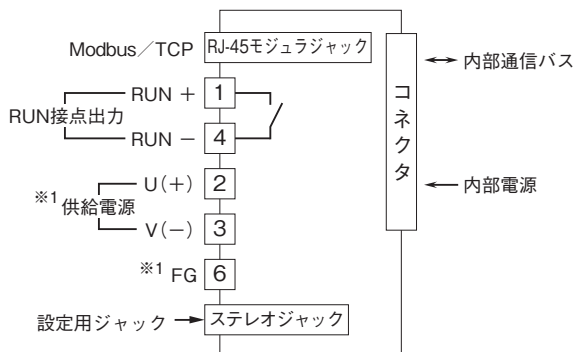 Modbus／TCP RJ-45モジュラジャック
RUN + 1
RUN接点出力
RUN − 4
※1 供給電源
U(+) 2
V(−) 3
※1 FG 6
設定用ジャック ステレオジャック
コネクタ
内部通信バス
内部電源